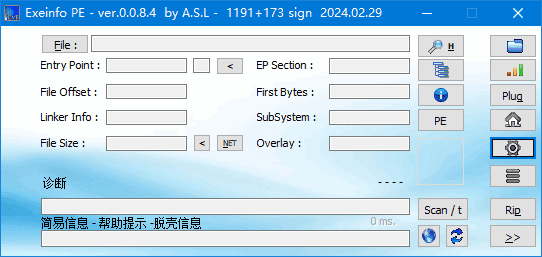 Exeinfo PE - ver.0.0.8.4 by A.S.L - 1191+173 sign 2024.02.29
File :
H
Entry Point : < EP Section :
File Offset : First Bytes : Plug
Linker Info : SubSystem : PE
File Size : < NET Overlay :
诊断 ----
Scan / t Rip
简易信息 - 帮助提示 -脱壳信息 0 ms.
>>